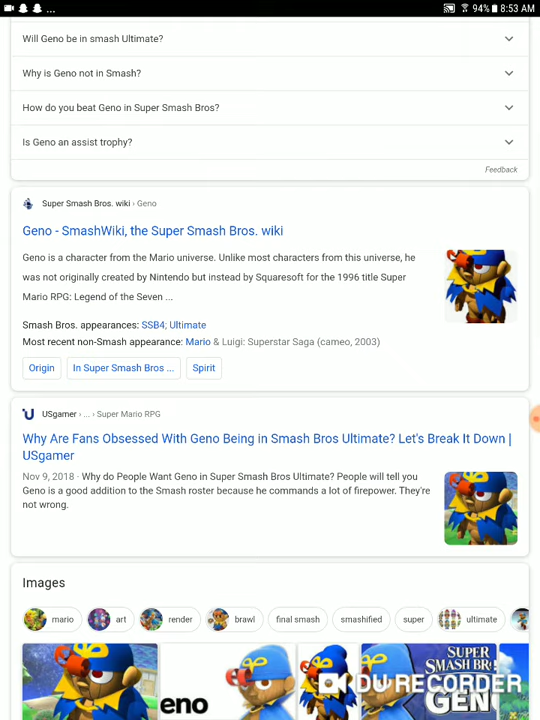 ... 94% 8:53 AM
Will Geno be in smash Ultimate?
Why is Geno not in Smash?
How do you beat Geno in Super Smash Bros?
Is Geno an assist trophy?
Feedback
Super Smash Bros. wiki › Geno
Geno - SmashWiki, the Super Smash Bros. wiki
Geno is a character from the Mario universe. Unlike most characters from this universe, he
was not originally created by Nintendo but instead by Squaresoft for the 1996 title Super
Mario RPG: Legend of the Seven ...
Smash Bros. appearances: SSB4; Ultimate
Most recent non-Smash appearance: Mario & Luigi: Superstar Saga (cameo, 2003)
Origin In Super Smash Bros ... Spirit
USgamer › ... › Super Mario RPG
Why Are Fans Obsessed With Geno Being in Smash Bros Ultimate? Let's Break It Down |
USgamer
Nov 9, 2018 · Why do People Want Geno in Super Smash Bros Ultimate? People will tell you
Geno is a good addition to the Smash roster because he commands a lot of firepower. They're
not wrong.
Images
mario art render brawl final smash smashified super ultimate
SUPER
SMASH BR
DU RECORDER
eno
GEN